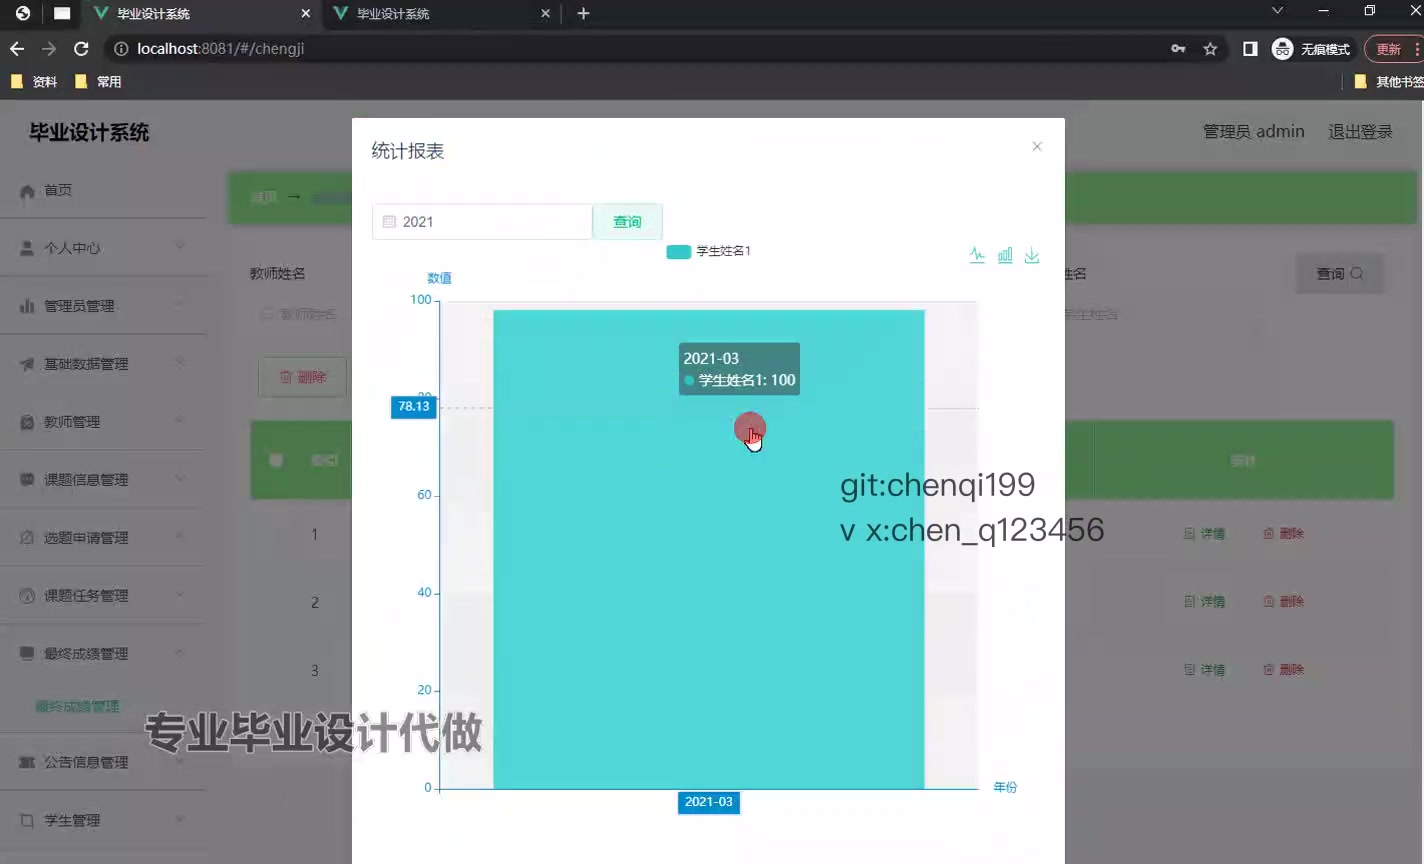 毕业设计系统
毕业设计系统
localhost:8081/#/chengji
无痕模式
更新
资料
常用
其他书签
毕业设计系统
管理员 admin
退出登录
统计报表
首页
个人中心
管理员管理
基础数据管理
教师管理
课题信息管理
选题申请管理
课题任务管理
最终成绩管理
最终成绩管理
公告信息管理
学生管理
首页 →
教师姓名
教师姓名
删除
2021
查询
学生姓名1
数值
100
78.13
60
40
20
0
2021-03
学生姓名1: 100
2021-03
年份
姓名
查询
学生姓名
1
详情
删除
2
详情
删除
3
详情
删除
git:chenqi199
v x:chen_q123456
专业毕业设计代做